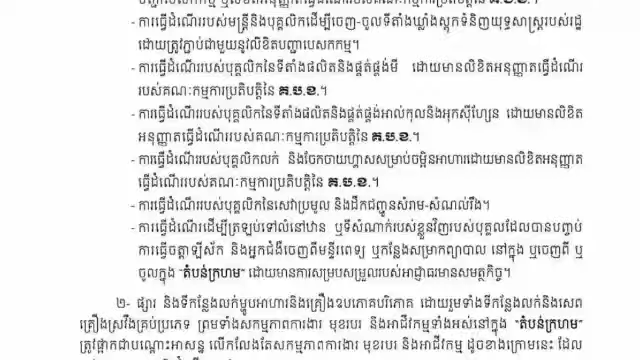 - ការធ្វើដំណើររបស់មន្ត្រីនិងបុគ្គលិកដើម្បីចេញ-ចូលទីតាំងឃ្លាំងស្តុកទំនិញយុទ្ធសាស្ត្ររបស់រដ្ឋ
ដោយត្រូវភ្ជាប់ជាមួយនូវលិខិតបញ្ជាបេសកកម្ម។
- ការធ្វើដំណើររបស់បុគ្គលិកនៃទីតាំងផលិតនិងផ្គត់ផ្គង់មី ដោយមានលិខិតអនុញ្ញាតធ្វើដំណើរ
របស់គណៈកម្មការប្រតិបត្តិនៃ គ.ប.ខ.។
- ការធ្វើដំណើររបស់បុគ្គលិកនៃទីតាំងផលិតនិងផ្គត់ផ្គង់អាល់កុលនិងអុកស៊ីហ្សែន ដោយមានលិខិត
អនុញ្ញាតធ្វើដំណើររបស់គណៈកម្មការប្រតិបត្តិនៃ គ.ប.ខ.។
- ការធ្វើដំណើររបស់បុគ្គលិកលក់ និងចែកចាយហ្គាសសម្រាប់ចម្អិនអាហារដោយមានលិខិតអនុញ្ញាត
ធ្វើដំណើររបស់គណៈកម្មការប្រតិបត្តិនៃ គ.ប.ខ.។
- ការធ្វើដំណើររបស់បុគ្គលិកនៃសេវាប្រមូល និងដឹកជញ្ជូនសំរាម-សំណល់រឹង។
- ការធ្វើដំណើរដើម្បីត្រឡប់ទៅលំនៅឋាន ឬទីសំណាក់របស់ខ្លួនវិញរបស់បុគ្គលដែលបានបញ្ចប់
ការធ្វើចត្តាឡីស័ក និងអ្នកជំងឺចេញពីមន្ទីរពេទ្យ ឬកន្លែងសម្រាកព្យាបាល នៅក្នុង ឬចេញពី ឬ
ចូលក្នុង “តំបន់ក្រហម” ដោយមានការសម្របសម្រួលរបស់អាជ្ញាធរមានសមត្ថកិច្ច។
២- ផ្សារ និងទីកន្លែងលក់ម្ហូបអាហារនិងគ្រឿងឧបភោគបរិភោគ ដោយរួមទាំងទីកន្លែងលក់និងសេព
គ្រឿងស្រវឹងគ្រប់ប្រភេទ ព្រមទាំងសកម្មភាពការងារ មុខរបរ និងអាជីវកម្មទាំងអស់នៅក្នុង “តំបន់ក្រហម”
ត្រូវផ្អាកជាបណ្តោះអាសន្ន លើកលែងតែសកម្មភាពការងារ មុខរបរ និងអាជីវកម្ម ដូចខាងក្រោមនេះ ដែល